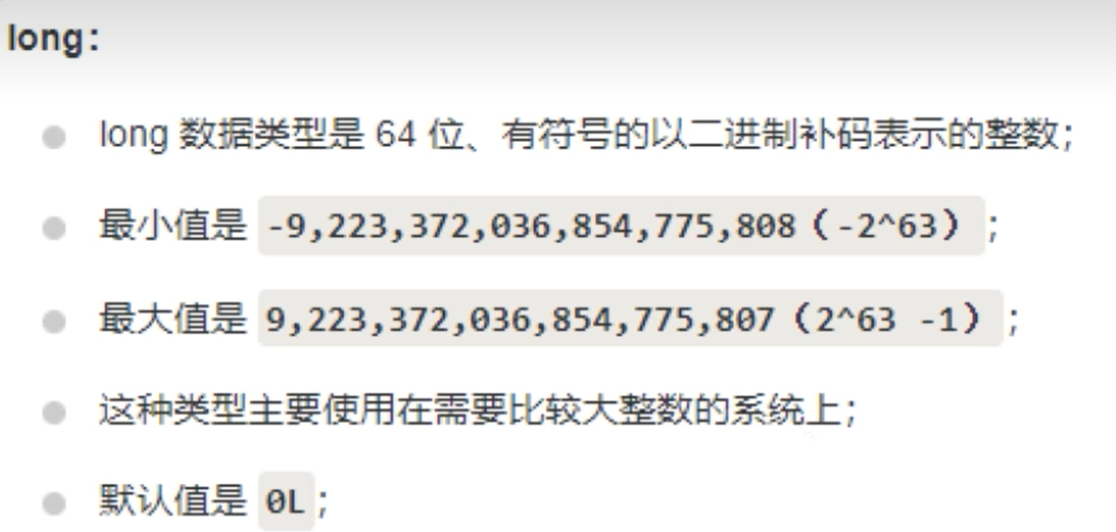 long：
long 数据类型是 64 位、有符号的以二进制补码表示的整数；
最小值是 -9,223,372,036,854,775,808（-2^63）；
最大值是 9,223,372,036,854,775,807（2^63 -1）；
这种类型主要使用在需要比较大整数的系统上；
默认值是 0L；